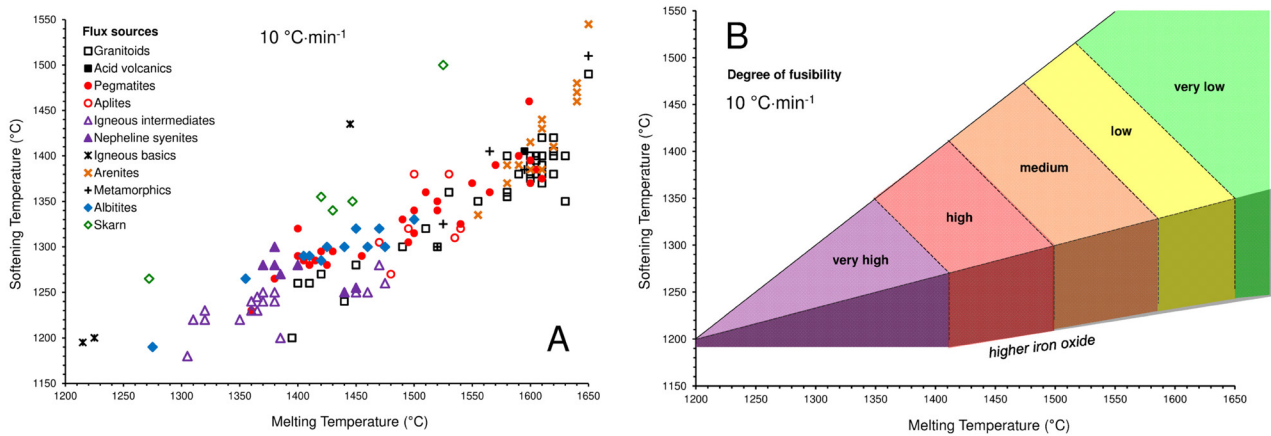 A
Flux sources
10 °C·min-1
Granitoids
Acid volcanics
Pegmatites
Aplites
Igneous intermediates
Nepheline syenites
Igneous basics
Arenites
Metamorphics
Albitites
Skarn
Softening Temperature (°C)
1550
1500
1450
1400
1350
1300
1250
1200
1150
1200 1250 1300 1350 1400 1450 1500 1550 1600 1650
Melting Temperature (°C)
B
Degree of fusibility
10 °C·min-1
very low
low
medium
high
very high
higher iron oxide
Softening Temperature (°C)
1550
1500
1450
1400
1350
1300
1250
1200
1150
1200 1250 1300 1350 1400 1450 1500 1550 1600 1650
Melting Temperature (°C)